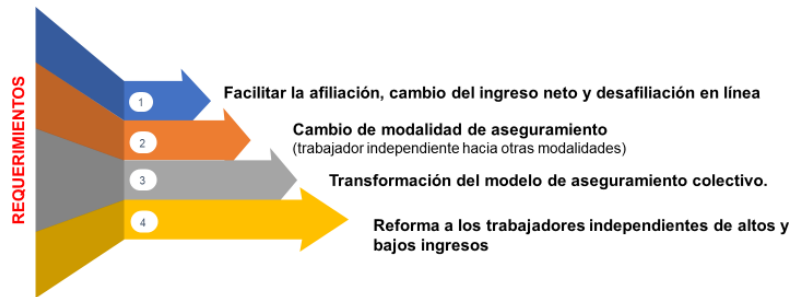 REQUERIMIENTOS
1
Facilitar la afiliación, cambio del ingreso neto y desafiliación en línea
2
Cambio de modalidad de aseguramiento
(trabajador independiente hacia otras modalidades)
3
Transformación del modelo de aseguramiento colectivo.
4
Reforma a los trabajadores independientes de altos y
bajos ingresos